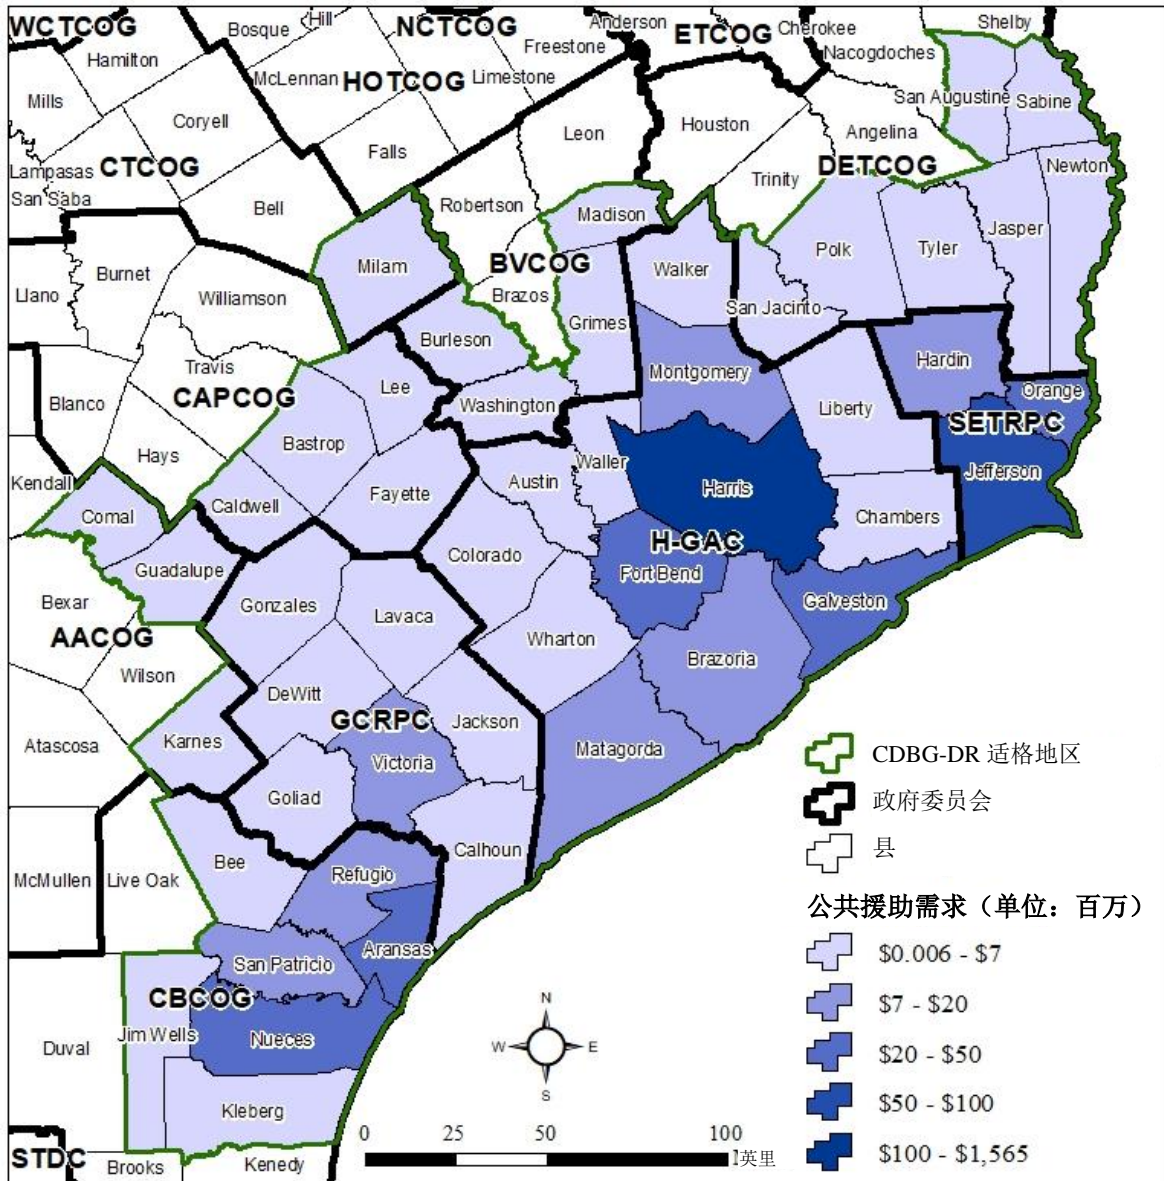 WCTCOG
Hill
Bosque
NCTCOG
Anderson
Freestone
ETCOG
Cherokee
Shelby
Nacogdoches
Hamilton
McLennan
HOTCOG
Limestone
Mills
San Augustine
Sabine
Coryell
Leon
Houston
Angelina
Falls
Lampasas
CTCOG
San Saba
DETCOG
Newton
Trinity
Bell
Robertson
Madison
Jasper
Polk
Tyler
Milam
BVCOG
Walker
Burnet
Llano
Williamson
Brazos
San Jacinto
Grimes
Burleson
Travis
Hardin
Montgomery
Lee
Orange
Blanco
CAPCOG
Washington
Liberty
SETRPC
Bastrop
Hays
Waller
Jefferson
Kendall
Austin
Harris
Fayette
Caldwell
Comal
Chambers
H-GAC
Colorado
Guadalupe
Fort Bend
Bexar
Gonzales
Lavaca
Galveston
AACOG
Wharton
Brazoria
Wilson
DeWitt
GCRPC
Jackson
Karnes
Atascosa
Matagorda
Victoria
Goliad
Calhoun
Bee
Refugio
McMullen
Live Oak
Aransas
San Patricio
CBCOG
Jim Wells
Nueces
Duval
Kleberg
STDC
Brooks
Kenedy
CDBG-DR 适格地区
政府委员会
县
公共援助需求（单位：百万）
$0.006 - $7
$7 - $20
$20 - $50
$50 - $100
$100 - $1,565
N
W E
S
0 25 50 100
英里